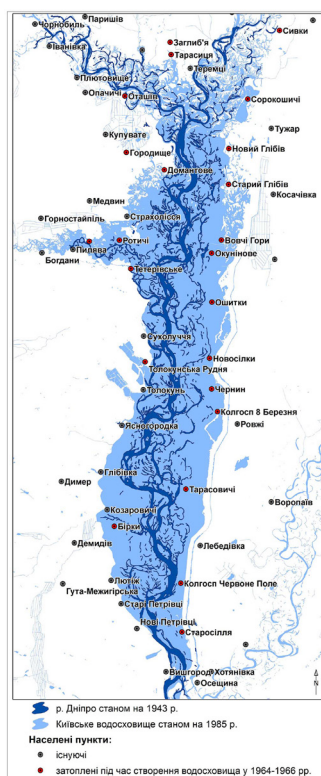 Паришів
Чорнобиль
Сивки
Іванівка
Заглиб'я
Тарасиця
Теремці
Плютовище
Опачичі
Оташів
Сорокошичі
Купувате
Тужар
Городище
Новий Глібів
Домантове
Старий Глібів
Косачівка
Медвин
Горностайпіль
Страхолісся
Ротичі
Вовчі Гори
Пилява
Окунінове
Богдани
Тетерівське
Ошитки
Сухолуччя
Новосілки
Толокунська Рудня
Толокунь
Чернин
Колгосп 8 Березня
Ясногородка
Ровжі
Глібівка
Димер
Тарасовичі
Козаровичі
Воропаїв
Бірки
Демидів
Лебедівка
Лютіж
Гута-Межигірська
Колгосп Червоне Поле
Старі Петрівці
Нові Петрівці
Старосілля
Вишгород
Хотянівка
Осещина
р. Дніпро станом на 1943 р.
Київське водосховище станом на 1985 р.
Населені пункти:
існуючі
затоплені під час створення водосховища у 1964-1966 рр.